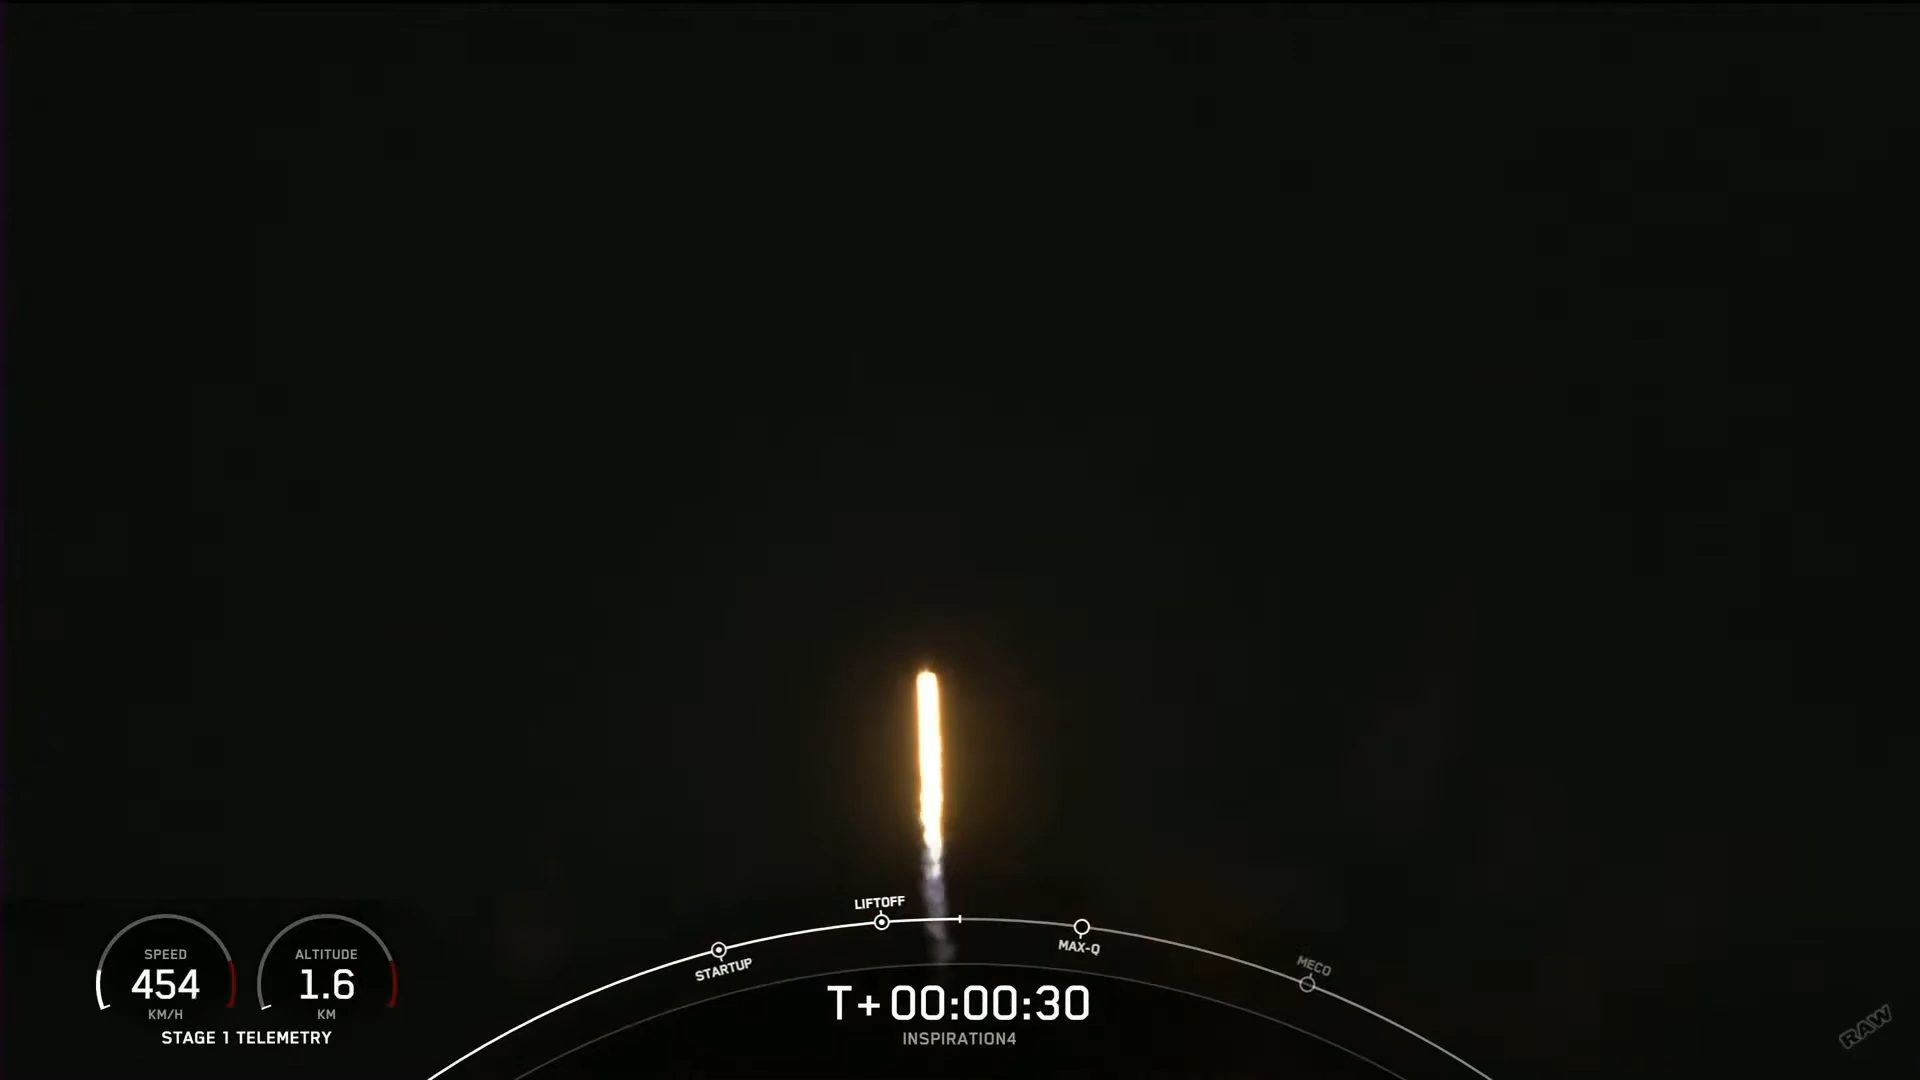 LIFTOFF
STARTUP
MAX-Q
MECO
SPEED
454
KM/H
ALTITUDE
1.6
KM
STAGE 1 TELEMETRY
T+00:00:30
INSPIRATION4
RAW